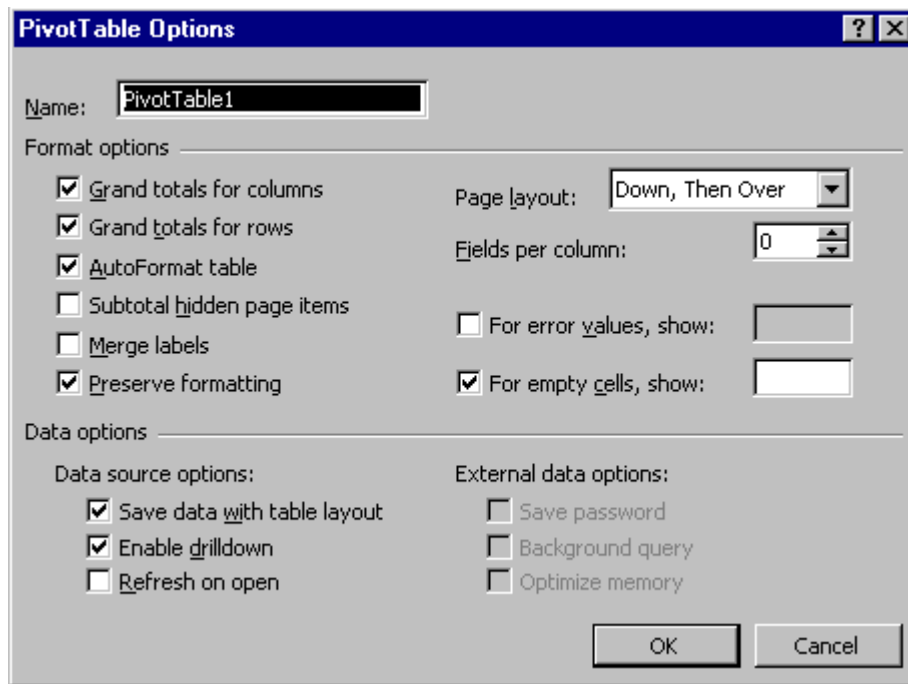 PivotTable Options
Name: PivotTable1
Format options
Grand totals for columns
Grand totals for rows
AutoFormat table
Subtotal hidden page items
Merge labels
Preserve formatting
Page layout: Down, Then Over
Fields per column: 0
For error values, show:
For empty cells, show:
Data options
Data source options:
Save data with table layout
Enable drilldown
Refresh on open
External data options:
Save password
Background query
Optimize memory
OK Cancel